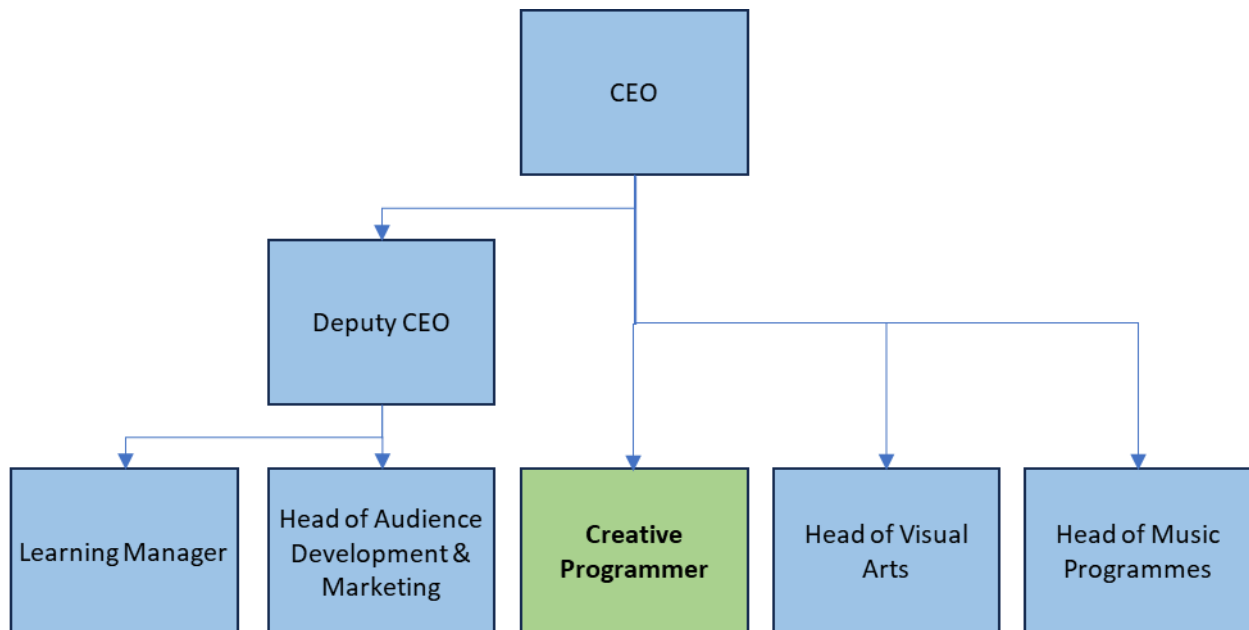 CEO
Deputy CEO
Learning Manager
Head of Audience
Development &
Marketing
Creative
Programmer
Head of Visual
Arts
Head of Music
Programmes